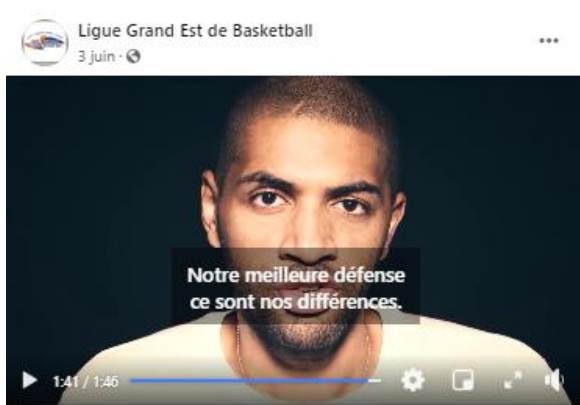 Ligue Grand Est de Basketball
3 juin ·
Notre meilleure défense
ce sont nos différences.
1:41 / 1:46